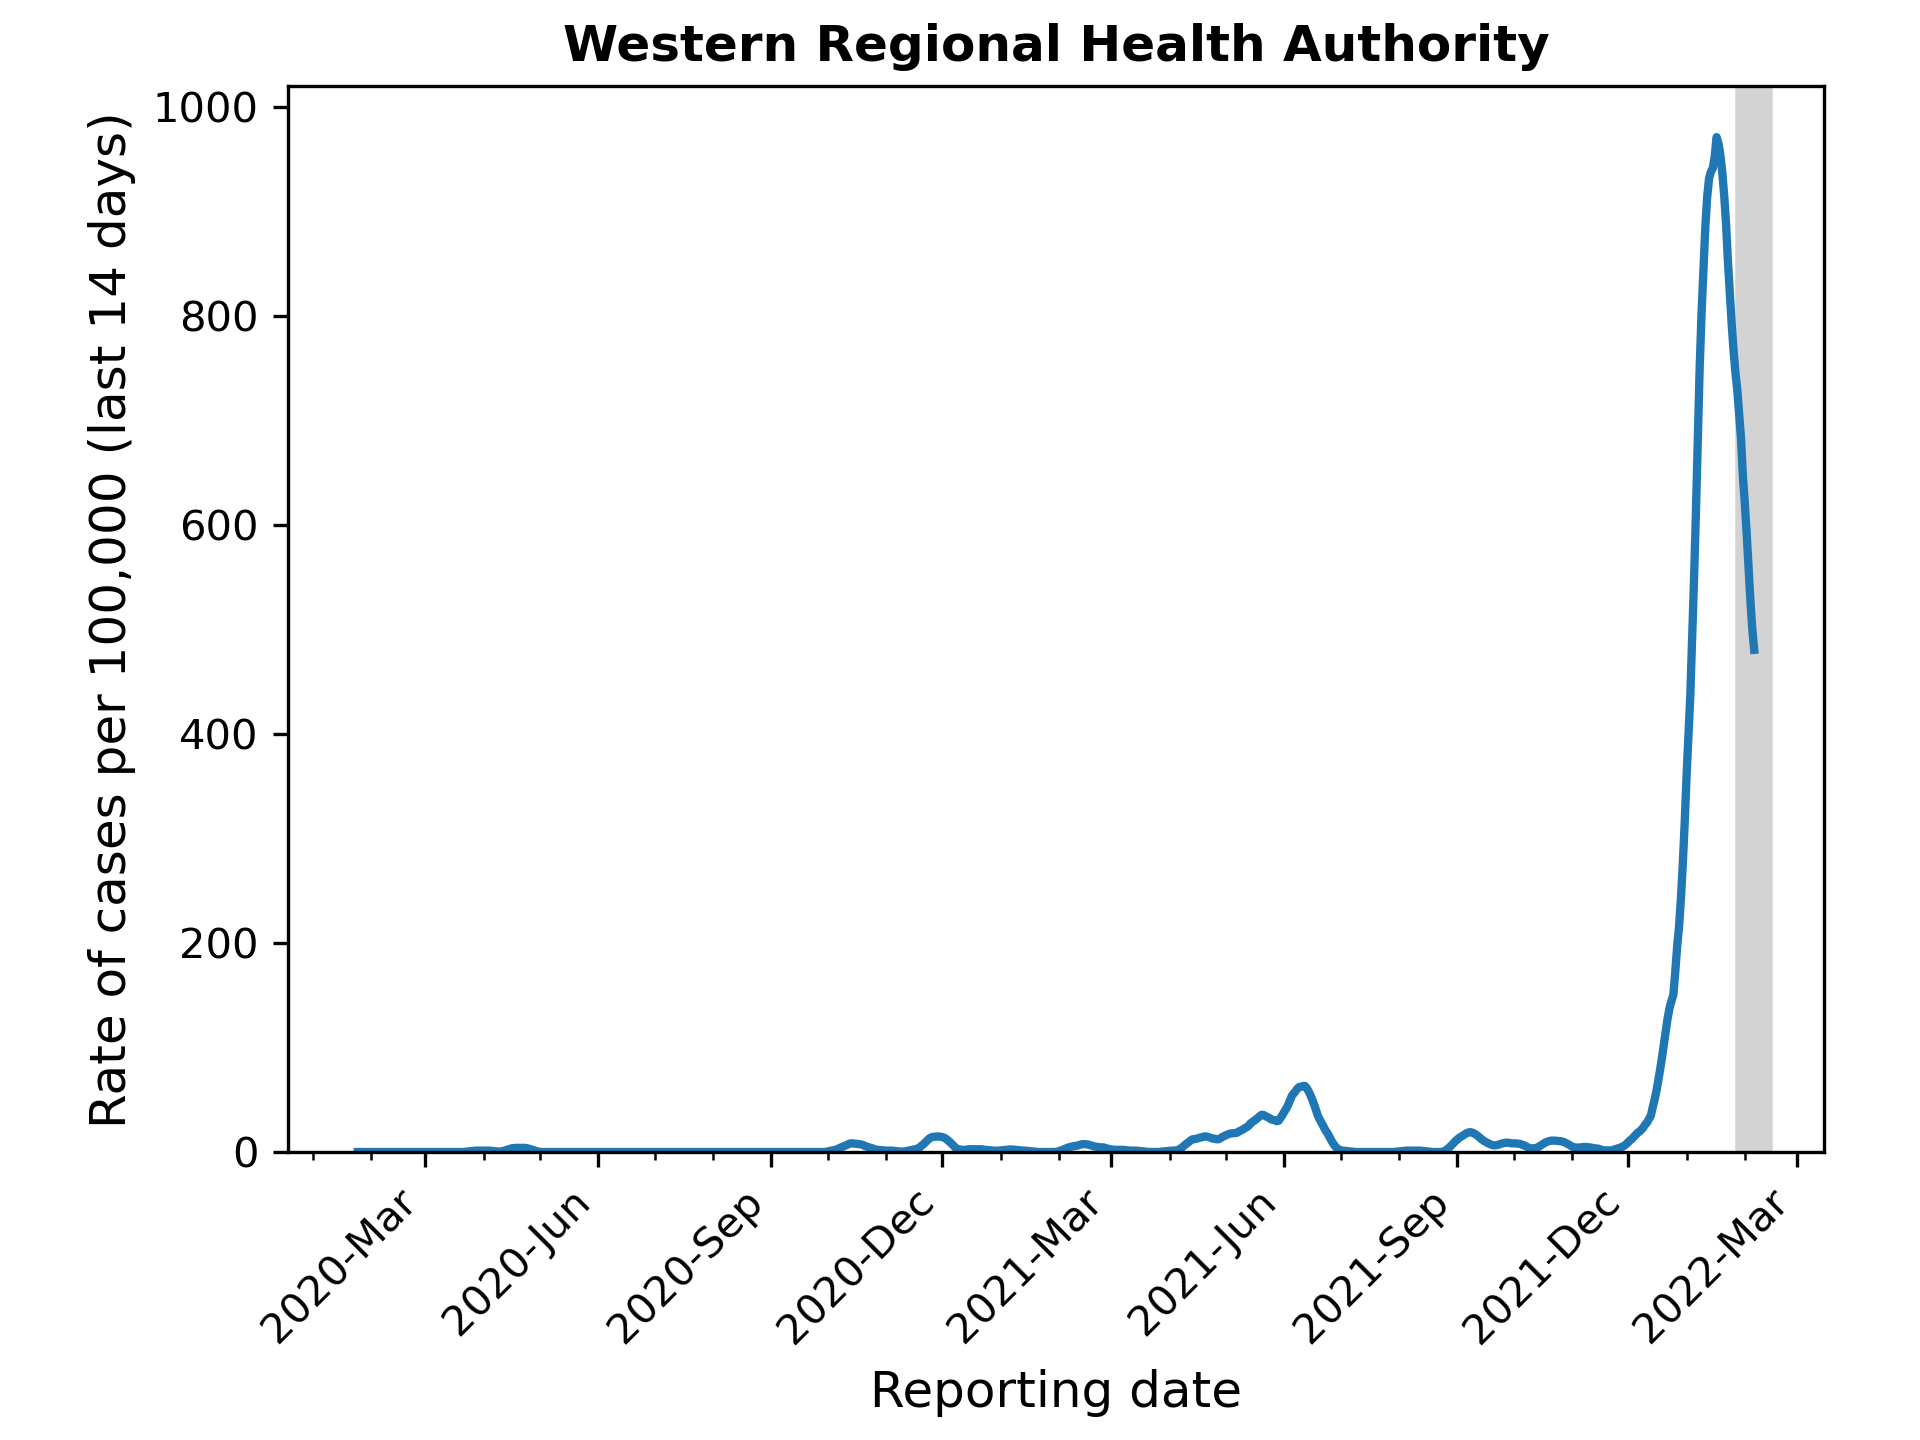 Western Regional Health Authority
Rate of cases per 100,000 (last 14 days)
1000
800
600
400
200
0
2020-Mar
2020-Jun
2020-Sep
2020-Dec
2021-Mar
2021-Jun
2021-Sep
2021-Dec
2022-Mar
Reporting date